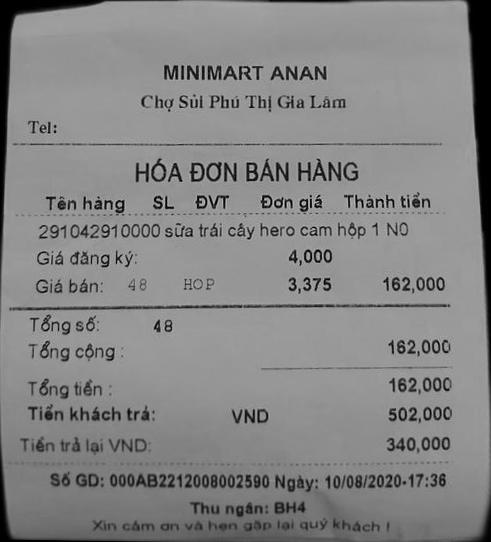 MINIMART ANAN
Chợ Sủi Phú Thị Gia Lâm
Tel:
HÓA ĐƠN BÁN HÀNG
Tên hàng SL ĐVT Đơn giá Thành tiền
291042910000 sữa trái cây hero cam hộp 1 N0
Giá đăng ký: 4,000
Giá bán: 48 HOP 3,375 162,000
Tổng số: 48
Tổng cộng : 162,000
Tổng tiền : 162,000
Tiền khách trả: VND 502,000
Tiền trả lại VND: 340,000
Số GD: 000AB2212008002590 Ngày: 10/08/2020-17:36
Thu ngân: BH4
Xin cảm ơn và hẹn gặp lại quý khách !